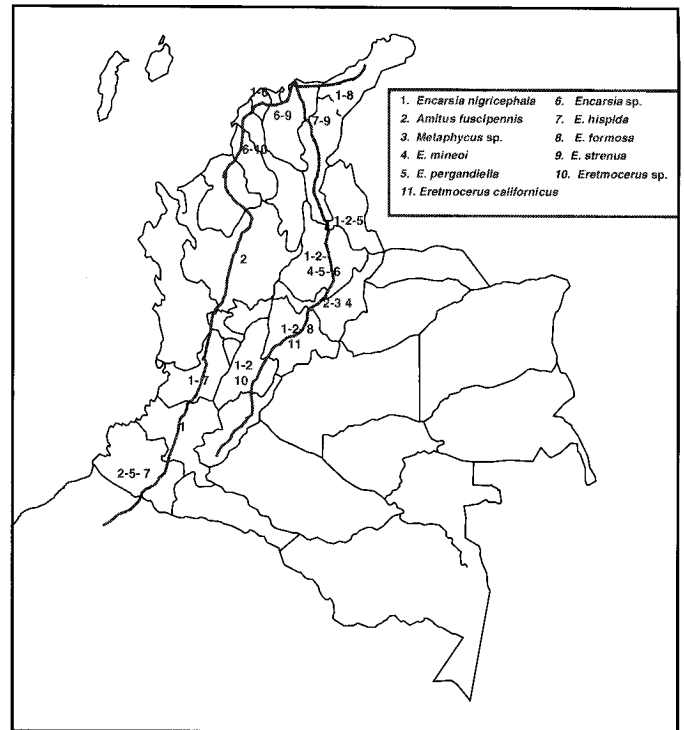 1-8
6-9
7-9
6-10
1. Encarsia nigricephala
2. Amitus fuscipennis
3. Metaphycus sp.
4. E. mineoi
5. E. pergandiella
6. Encarsia sp.
7. E. hispida
8. E. formosa
9. E. strenua
10. Eretmocerus sp.
11. Eretmocerus californicus
1-2-5
1-2-
4-5-6
2
2-3 4
1-2 8
11
1-2
10
1-7
1
2-5-7